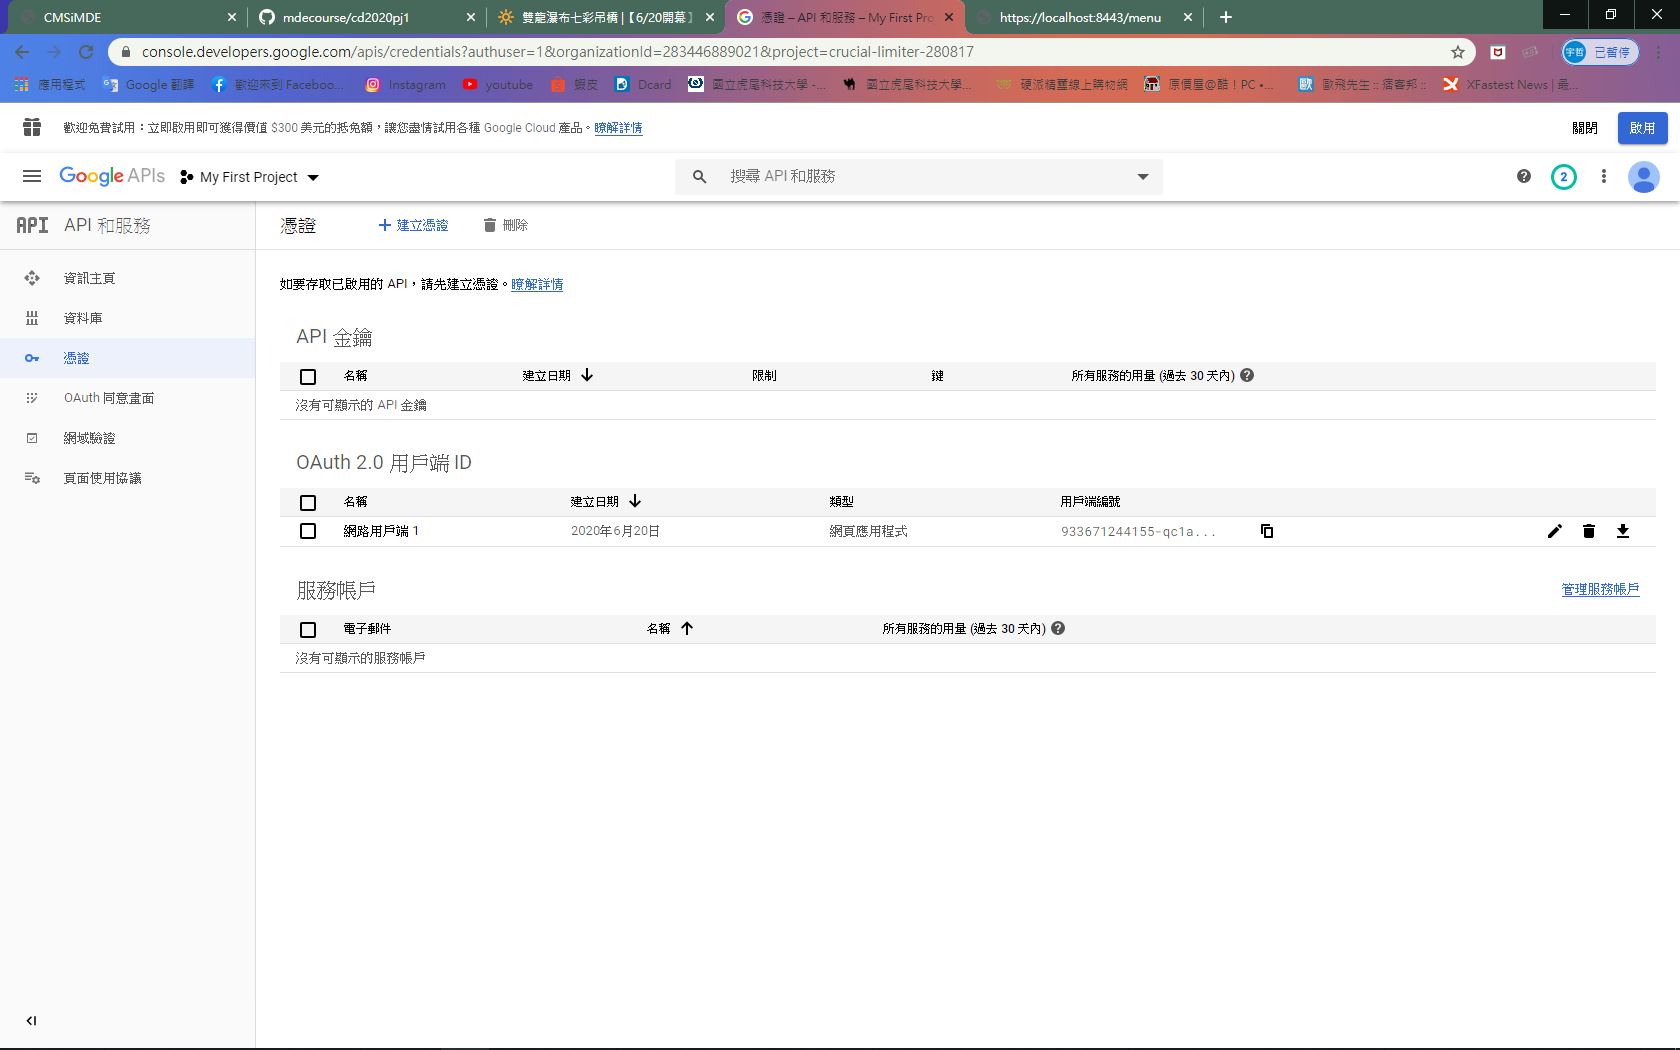 CMSiMDE
mdecourse/cd2020pj1
雙龍瀑布七彩吊橋 |【6/20開幕】
憑證 – API 和服務 – My First Pro
https://localhost:8443/menu
console.developers.google.com/apis/credentials?authuser=1&organizationId=283446889021&project=crucial-limiter-280817
宇哲 已暫停
應用程式
Google 翻譯
歡迎來到 Faceboo...
Instagram
youtube
蝦皮
Dcard
國立虎尾科技大學 -...
國立虎尾科技大學...
硬派精璽線上購物網
原價屋@酷！PC •...
歐飛先生 :: 痞客邦 ::
XFastest News | 最...
歡迎免費試用：立即啟用即可獲得價值 $300 美元的抵免額，讓您盡情試用各種 Google Cloud 產品。瞭解詳情
關閉
啟用
Google APIs
My First Project
搜尋 API 和服務
2
API API 和服務
憑證
建立憑證
刪除
資訊主頁
資料庫
憑證
OAuth 同意畫面
網域驗證
頁面使用協議
如要存取已啟用的 API，請先建立憑證。瞭解詳情
API 金鑰
名稱 建立日期 限制 鍵 所有服務的用量 (過去 30 天內)
沒有可顯示的 API 金鑰
OAuth 2.0 用戶端 ID
名稱 建立日期 類型 用戶端編號
網路用戶端 1 2020年6月20日 網頁應用程式 933671244155-qc1a...
服務帳戶
管理服務帳戶
電子郵件 名稱 所有服務的用量 (過去 30 天內)
沒有可顯示的服務帳戶